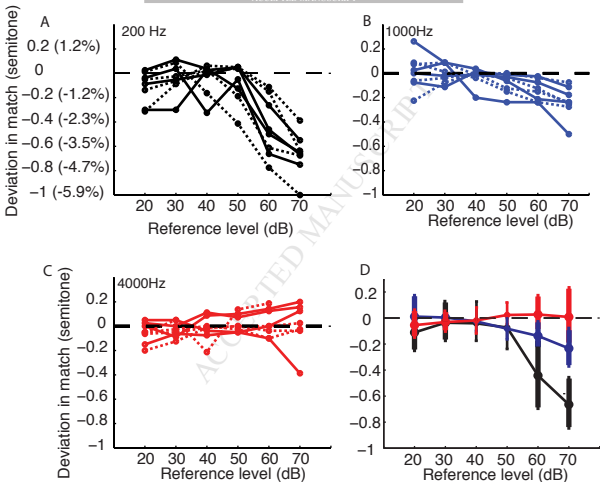 A
200 Hz
0.2 (1.2%)
0
-0.2 (-1.2%)
-0.4 (-2.3%)
-0.6 (-3.5%)
-0.8 (-4.7%)
-1 (-5.9%)
Deviation in match (semitone)
20 30 40 50 60 70
Reference level (dB)
B
1000Hz
0.2
0
-0.2
-0.4
-0.6
-0.8
-1
20 30 40 50 60 70
Reference level (dB)
C
4000Hz
0.2
0
-0.2
-0.4
-0.6
-0.8
-1
Deviation in match (semitone)
20 30 40 50 60 70
Reference level (dB)
D
0.2
0
-0.2
-0.4
-0.6
-0.8
-1
20 30 40 50 60 70
Reference level (dB)
ACCEPTED MANUSCRIPT